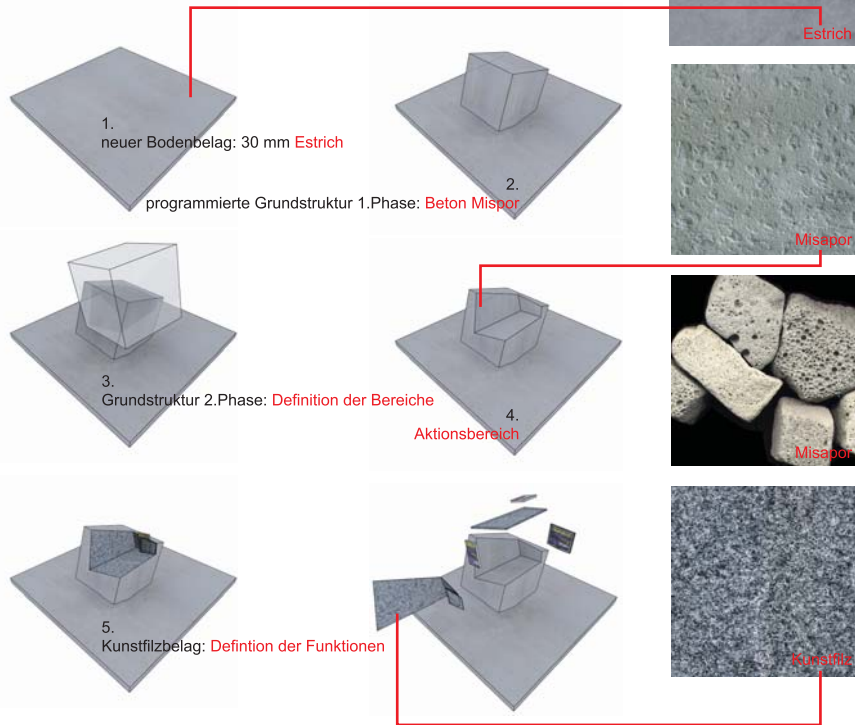 Estrich
1.
neuer Bodenbelag: 30 mm Estrich
2.
programmierte Grundstruktur 1.Phase: Beton Mispor
Misapor
3.
Grundstruktur 2.Phase: Definition der Bereiche
4.
Aktionsbereich
Misapor
5.
Kunstfilzbelag: Defintion der Funktionen
Kunstfilz